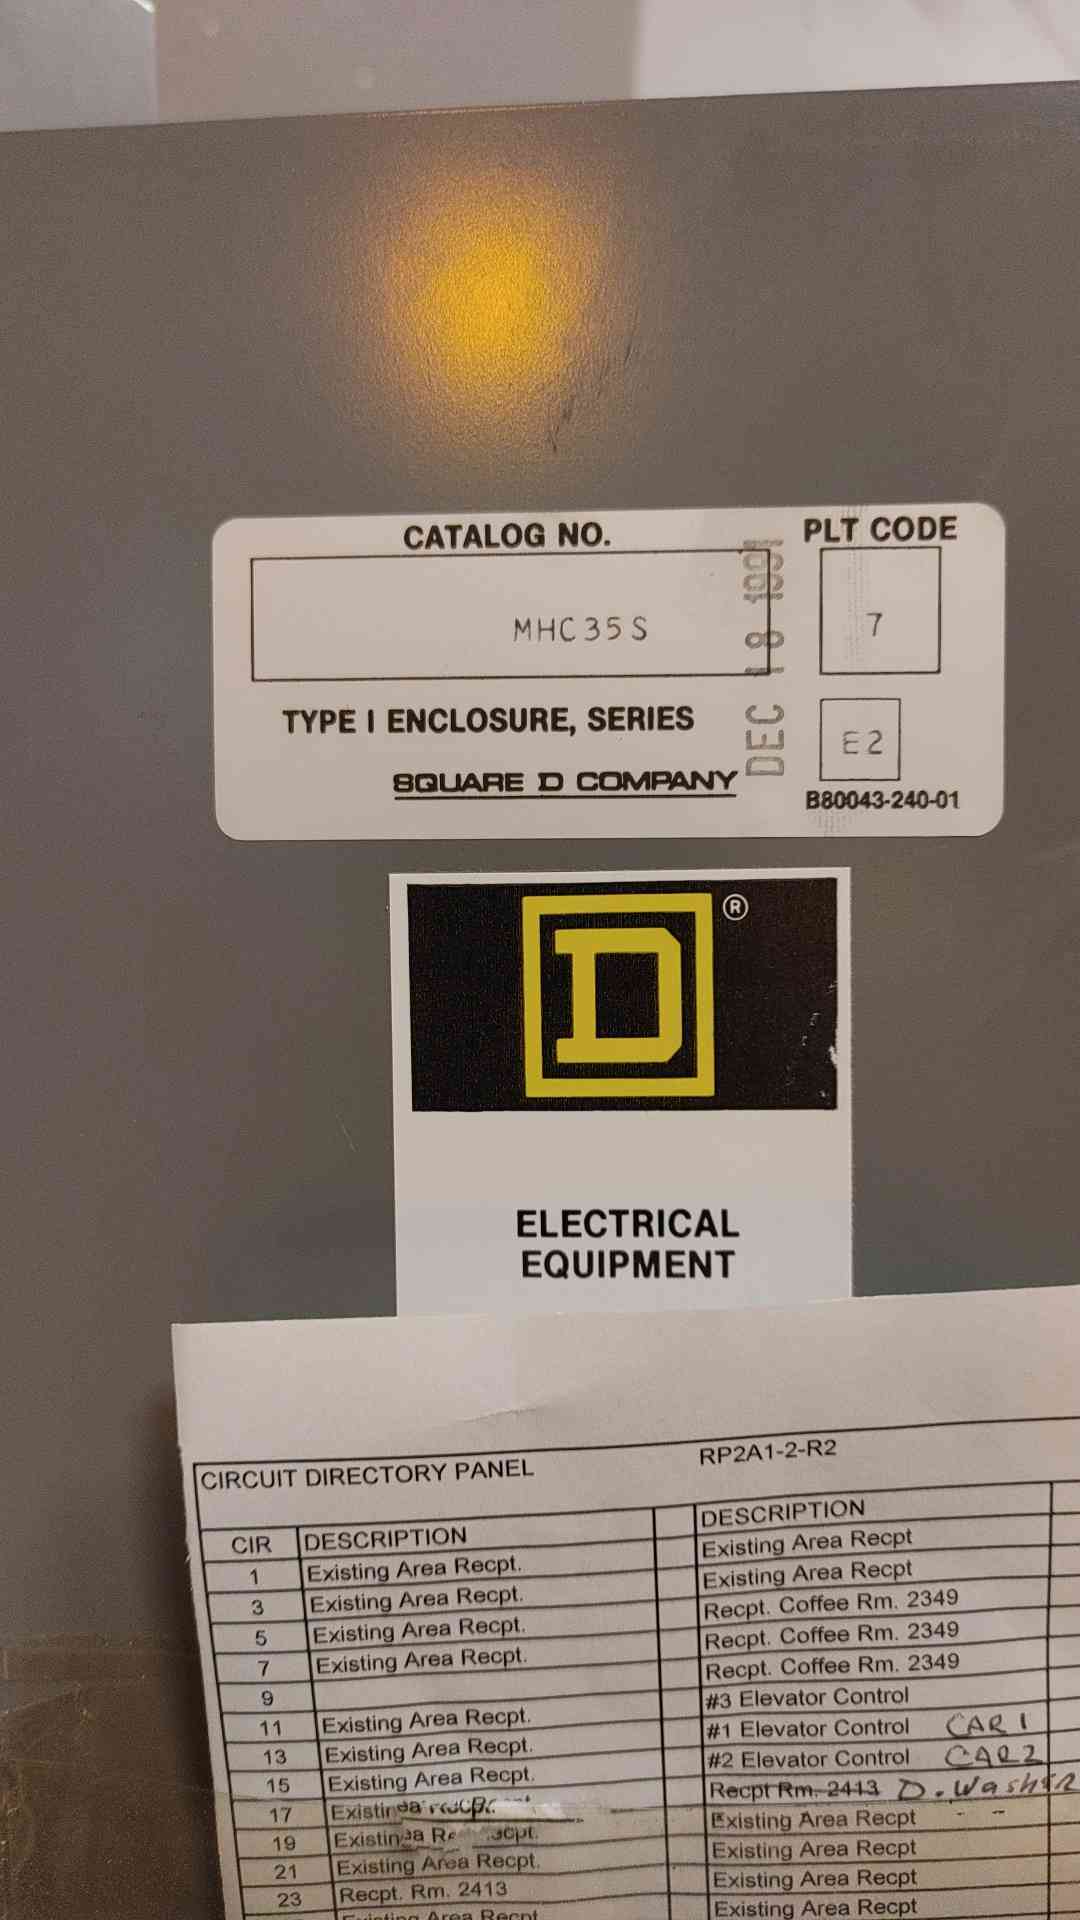 CATALOG NO.
PLT CODE
MHC35S
7
DEC 18 1991
TYPE I ENCLOSURE, SERIES
E2
SQUARE D COMPANY
B80043-240-01
D ®
ELECTRICAL
EQUIPMENT
CIRCUIT DIRECTORY PANEL RP2A1-2-R2
CIR DESCRIPTION DESCRIPTION
1 Existing Area Recpt. Existing Area Recpt
3 Existing Area Recpt. Existing Area Recpt
5 Existing Area Recpt. Recpt. Coffee Rm. 2349
7 Existing Area Recpt. Recpt. Coffee Rm. 2349
9 Recpt. Coffee Rm. 2349
11 Existing Area Recpt. #3 Elevator Control
13 Existing Area Recpt. #1 Elevator Control CAR 1
15 Existing Area Recpt. #2 Elevator Control CAR2
17 Recpt Rm. 2413 D. WasHER
19 Existing Area Recpt
21 Existing Area Recpt. Existing Area Recpt
23 Recpt. Rm. 2413 Existing Area Recpt
Existing Area Recpt Existing Area Recpt